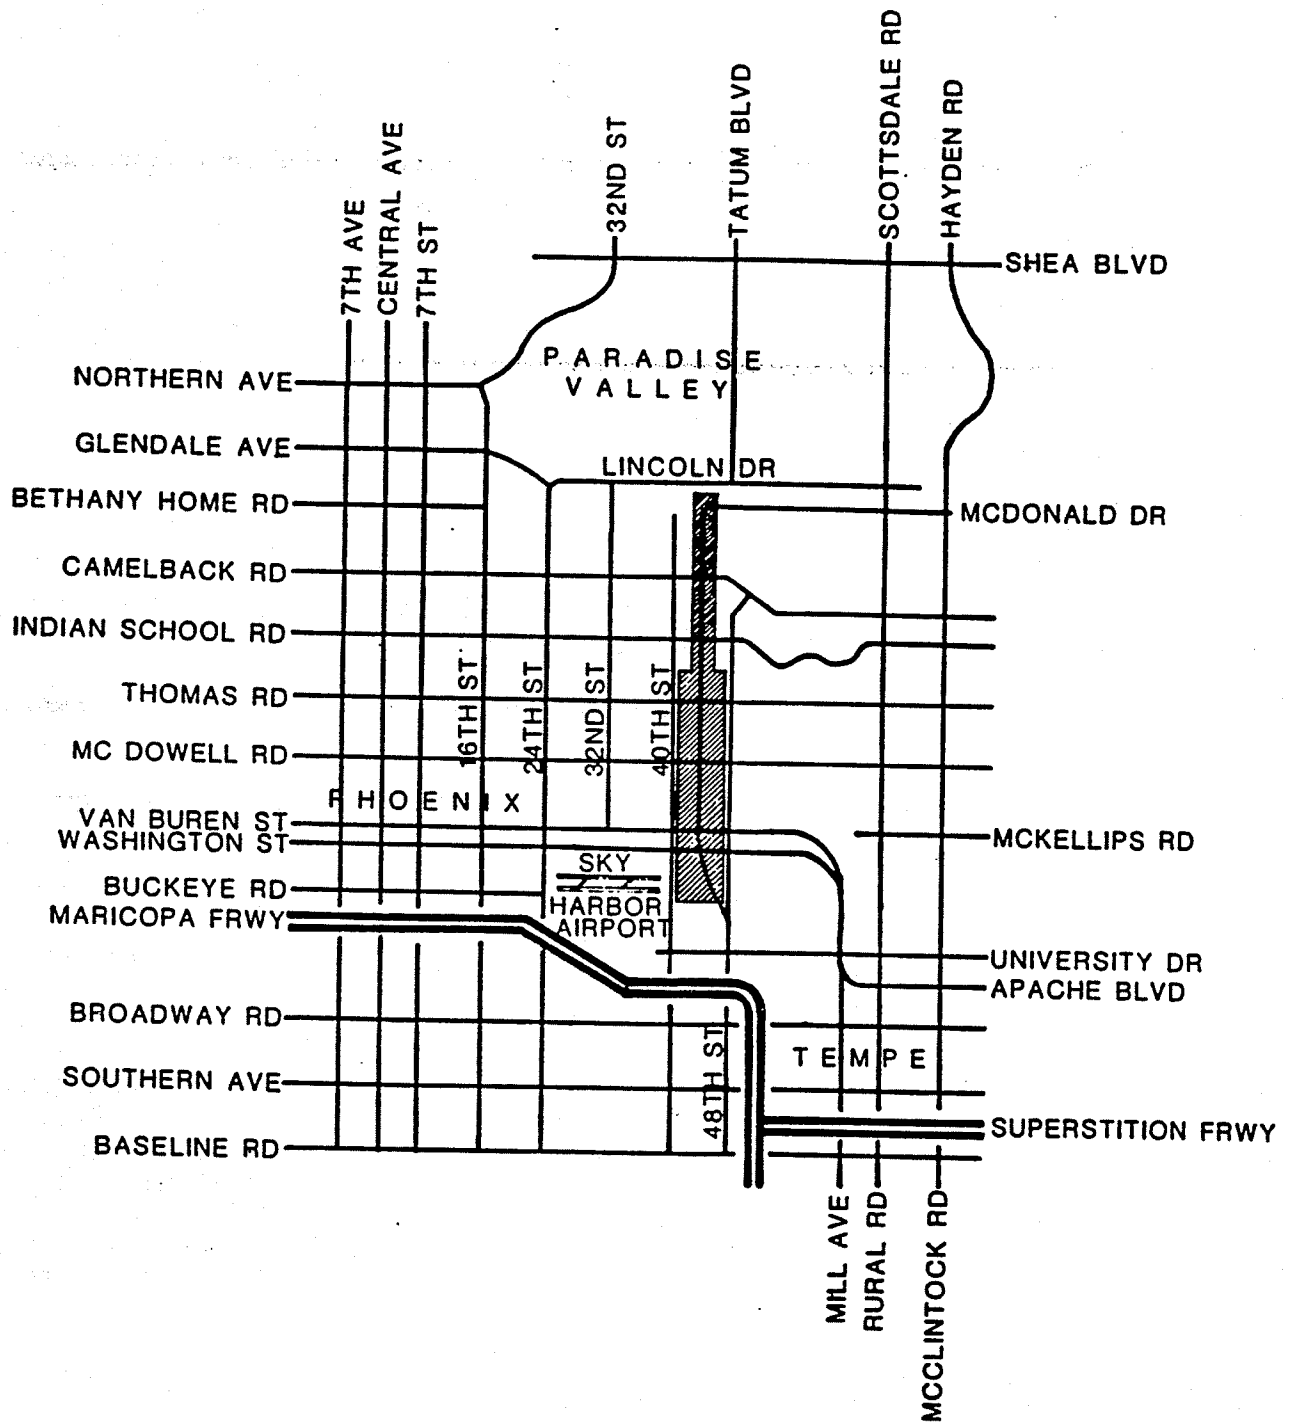 SCOTTSDALE RD
HAYDEN RD
TATUM BLVD
32ND ST
CENTRAL AVE
7TH AVE
7TH ST
SHEA BLVD
PARADISE
VALLEY
NORTHERN AVE
GLENDALE AVE
LINCOLN DR
BETHANY HOME RD
MCDONALD DR
CAMELBACK RD
INDIAN SCHOOL RD
16TH ST
24TH ST
32ND ST
40TH ST
THOMAS RD
MC DOWELL RD
PHOENIX
VAN BUREN ST
WASHINGTON ST
MCKELLIPS RD
SKY
HARBOR
AIRPORT
BUCKEYE RD
MARICOPA FRWY
UNIVERSITY DR
APACHE BLVD
BROADWAY RD
48TH ST
TEMPE
SOUTHERN AVE
SUPERSTITION FRWY
BASELINE RD
MILL AVE
RURAL RD
MCCLINTOCK RD